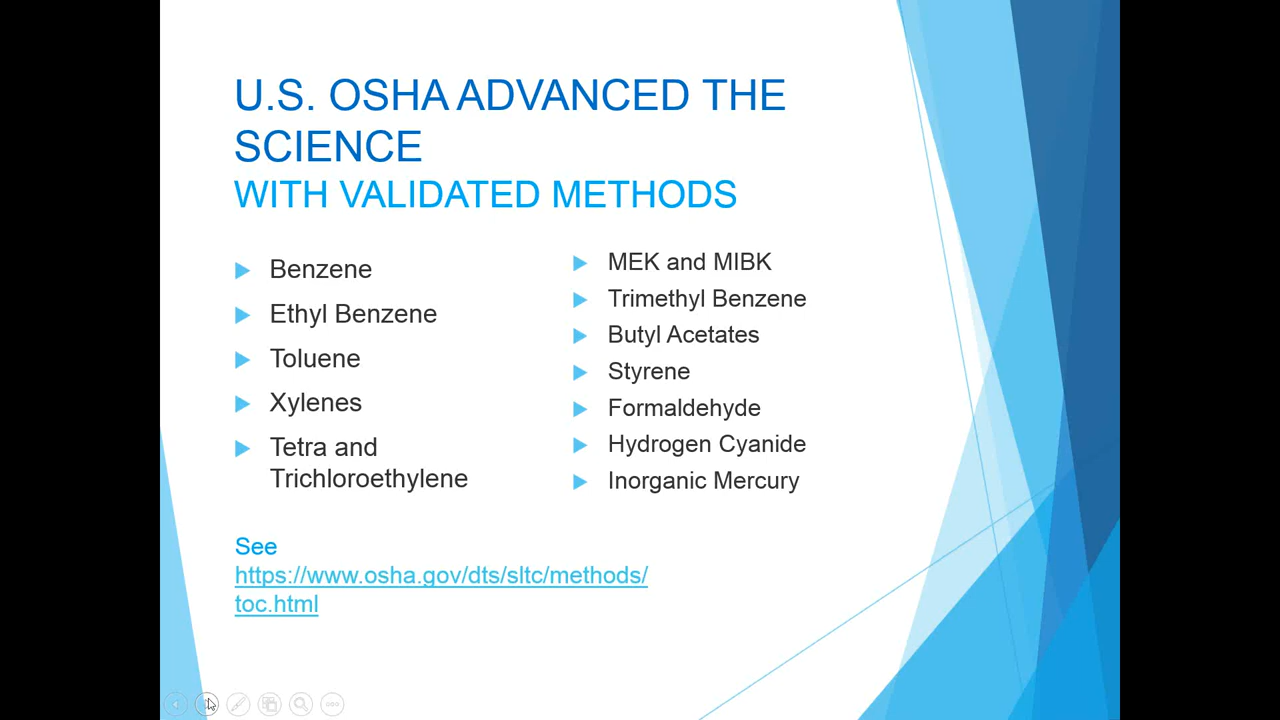 U.S. OSHA ADVANCED THE
SCIENCE
WITH VALIDATED METHODS
Benzene
Ethyl Benzene
Toluene
Xylenes
Tetra and
Trichloroethylene
MEK and MIBK
Trimethyl Benzene
Butyl Acetates
Styrene
Formaldehyde
Hydrogen Cyanide
Inorganic Mercury
See
https://www.osha.gov/dts/sltc/methods/
toc.html